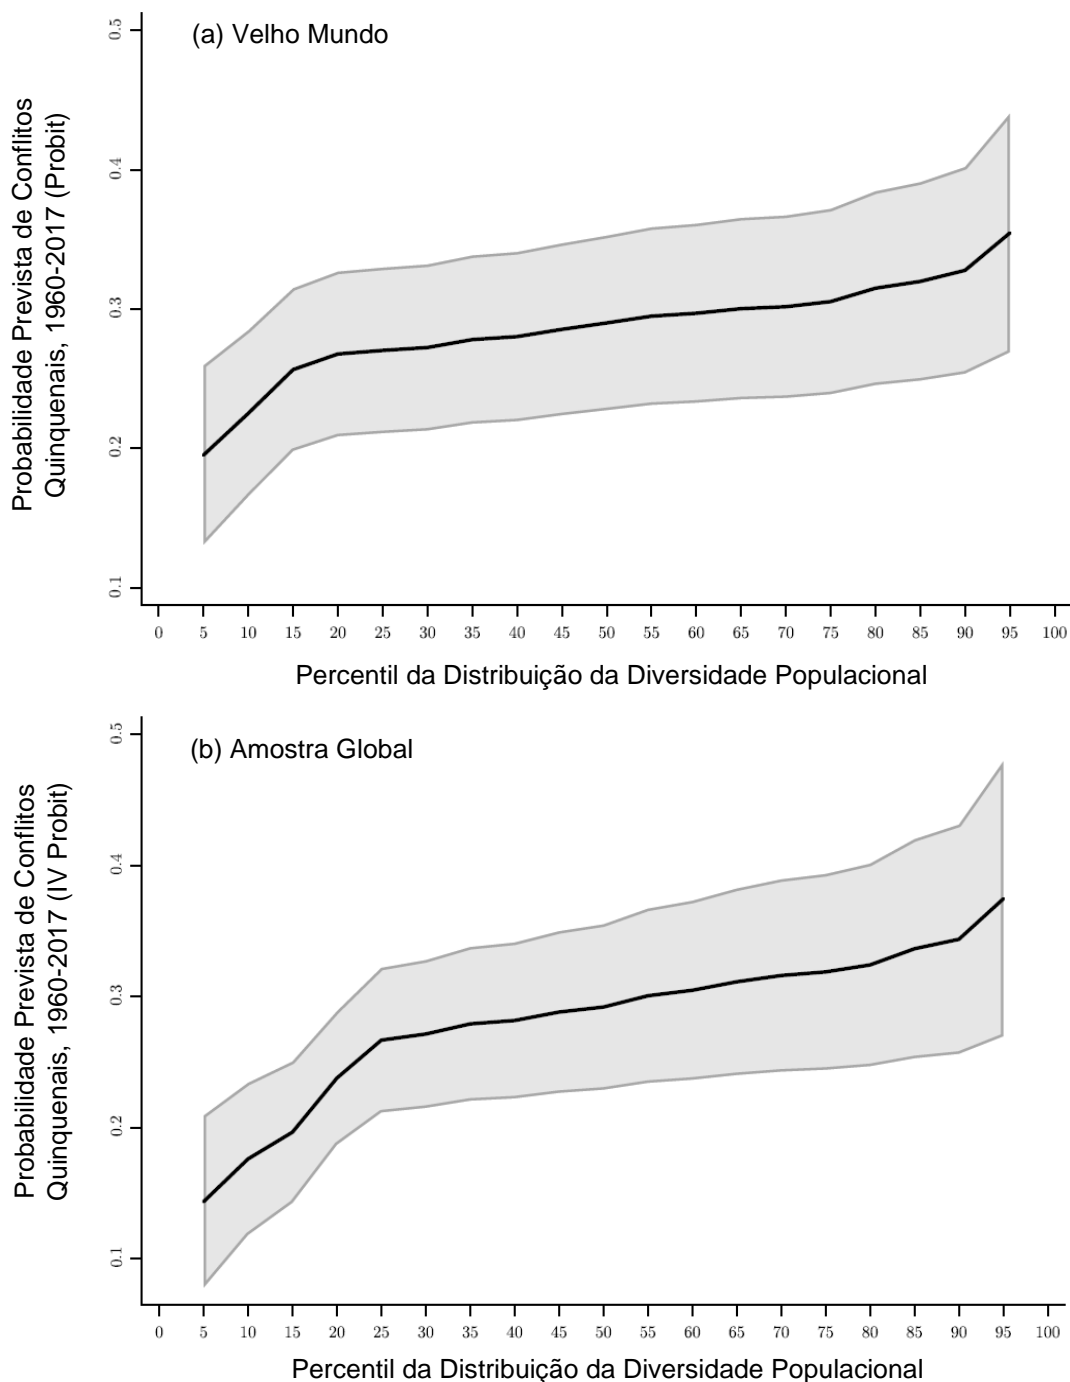 (a) Velho Mundo
Probabilidade Prevista de Conflitos
Quinquenais, 1960-2017 (Probit)
0.5
0.4
0.3
0.2
0.1
0 5 10 15 20 25 30 35 40 45 50 55 60 65 70 75 80 85 90 95 100
Percentil da Distribuição da Diversidade Populacional
(b) Amostra Global
Probabilidade Prevista de Conflitos
Quinquenais, 1960-2017 (IV Probit)
0.5
0.4
0.3
0.2
0.1
0 5 10 15 20 25 30 35 40 45 50 55 60 65 70 75 80 85 90 95 100
Percentil da Distribuição da Diversidade Populacional